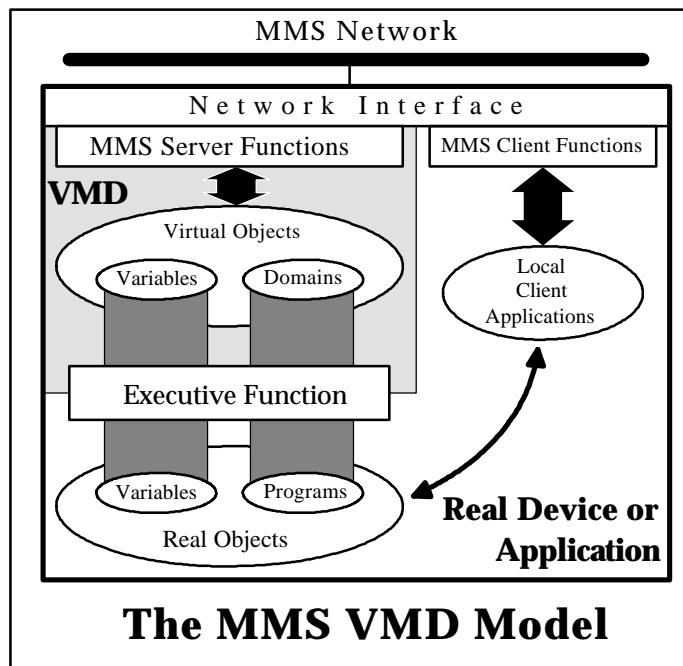 MMS Network
Network Interface
MMS Server Functions
MMS Client Functions
VMD
Virtual Objects
Variables
Domains
Local
Client
Applications
Executive Function
Variables
Programs
Real Objects
Real Device or
Application
The MMS VMD Model